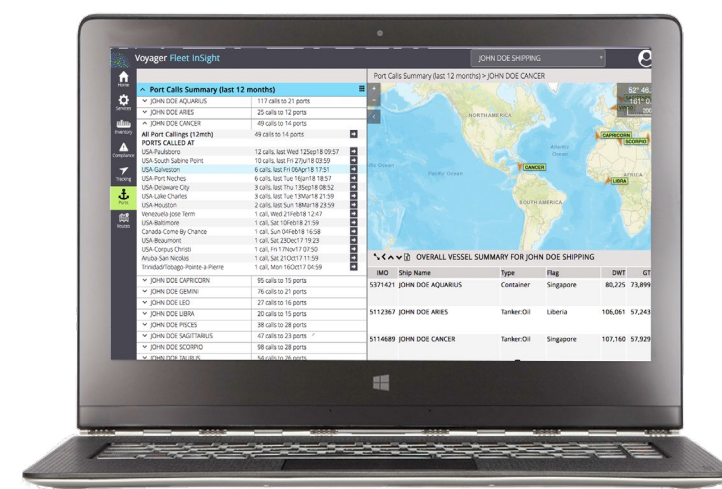 Voyager Fleet InSight
JOHN DOE SHIPPING
Home
Services
Inventory
Compliance
Tracking
Ports
Routes
Port Calls Summary (last 12 months)
JOHN DOE AQUARIUS 117 calls to 21 ports
JOHN DOE ARIES 25 calls to 12 ports
JOHN DOE CANCER 49 calls to 14 ports
All Port Callings (12mth) 49 calls to 14 ports
PORTS CALLED AT
USA-Paulsboro 12 calls, last Wed 12Sep18 09:57
USA-South Sabine Point 10 calls, last Fri 27Jul18 03:59
USA-Galveston 6 calls, last Fri 06Apr18 17:51
USA-Port Neches 6 calls, last Tue 16Jan18 18:57
USA-Delaware City 3 calls, last Thu 13Sep18 08:52
USA-Lake Charles 3 calls, last Tue 13Mar18 21:59
USA-Houston 2 calls, last Sun 18Mar18 23:59
Venezuela-Jose Term 1 call, Wed 21Feb18 12:47
USA-Baltimore 1 call, Sat 10Feb18 21:59
Canada-Come By Chance 1 call, Sun 04Feb18 16:58
USA-Beaumont 1 call, Sat 23Dec17 19:23
USA-Corpus Christi 1 call, Fri 17Nov17 07:50
Aruba-San Nicolas 1 call, Sat 21Oct17 11:59
Trinidad/Tobago-Pointe-a-Pierre 1 call, Mon 16Oct17 04:59
JOHN DOE CAPRICORN 95 calls to 15 ports
JOHN DOE GEMINI 76 calls to 21 ports
JOHN DOE LEO 27 calls to 16 ports
JOHN DOE LIBRA 20 calls to 15 ports
JOHN DOE PISCES 38 calls to 28 ports
JOHN DOE SAGITTARIUS 47 calls to 23 ports
JOHN DOE SCORPIO 98 calls to 28 ports
JOHN DOE TAURUS 54 calls to 26 ports
Port Calls Summary (last 12 months) > JOHN DOE CANCER
NORTH AMERICA
CAPRICORN
SCORPIO
Atlantic
Ocean
Pacific Ocean
CANCER
LIBRA
AFRICA
SOUTH AMERICA
OVERALL VESSEL SUMMARY FOR JOHN DOE SHIPPING
IMO Ship Name Type Flag DWT GT
5371421 JOHN DOE AQUARIUS Container Singapore 80,225 73,899
5112367 JOHN DOE ARIES Tanker:Oil Liberia 106,061 57,243
5114689 JOHN DOE CANCER Tanker:Oil Singapore 107,160 57,929